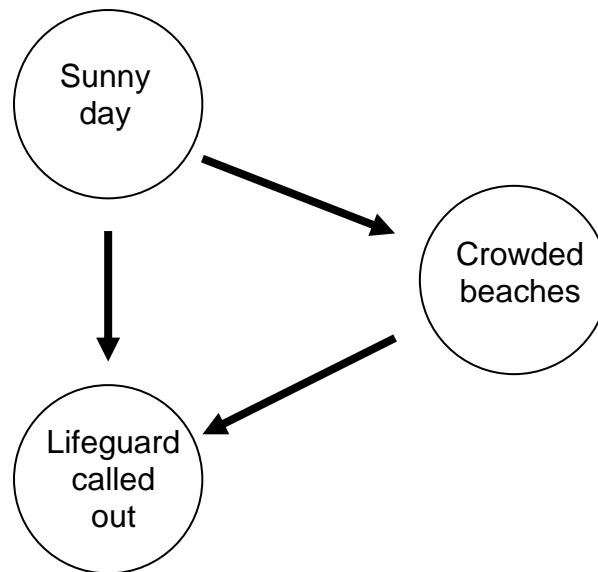 Sunny
day
Crowded
beaches
Lifeguard
called
out